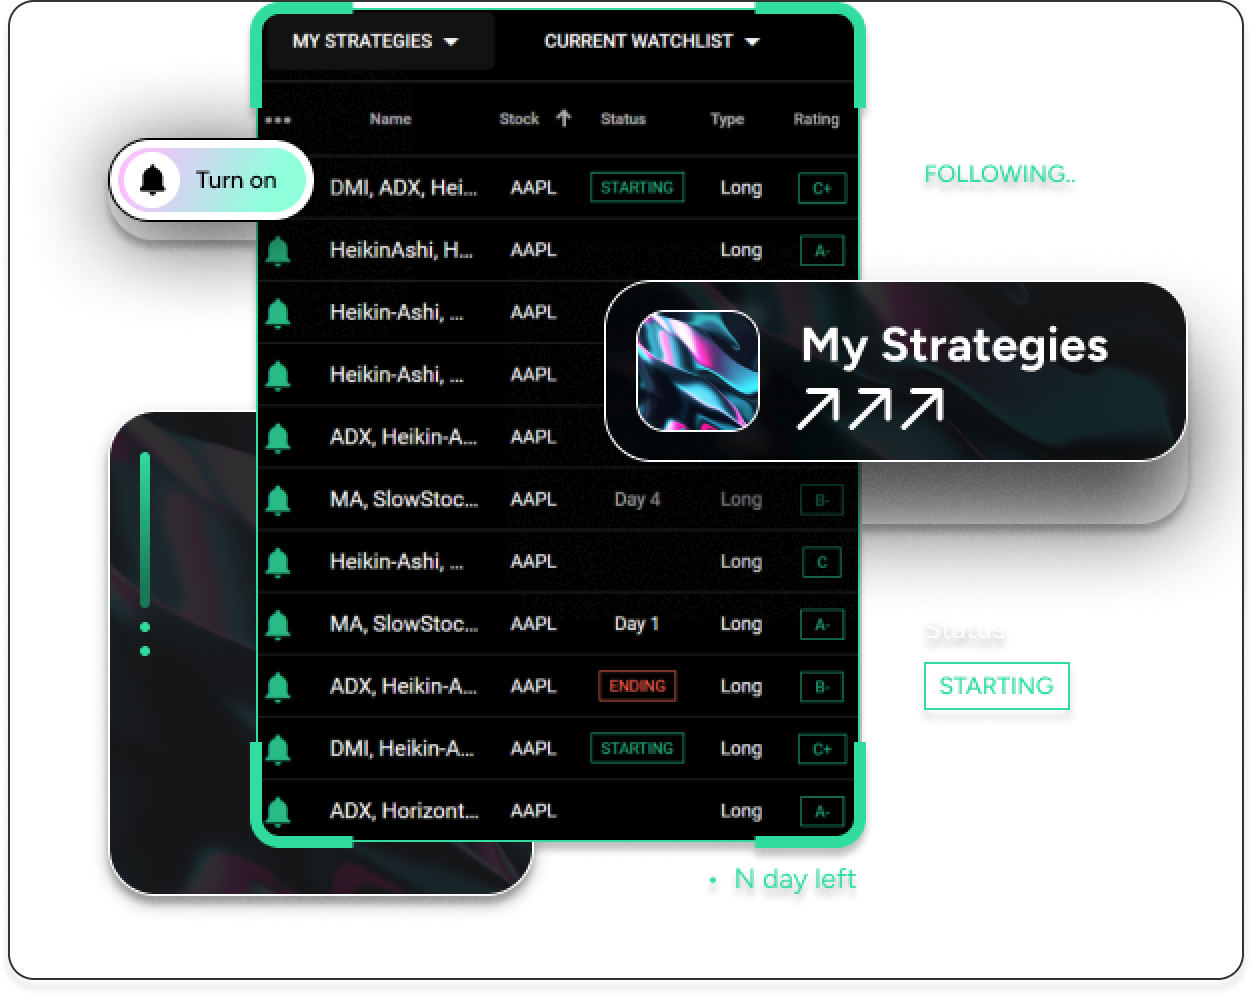 MY STRATEGIES
CURRENT WATCHLIST
Name Stock Status Type Rating
Turn on
DMI, ADX, Hei... AAPL STARTING Long C+
FOLLOWING..
HeikinAshi, H... AAPL Long A-
Heikin-Ashi, ... AAPL
My Strategies
Heikin-Ashi, ... AAPL
ADX, Heikin-A... AAPL
MA, SlowStoc... AAPL Day 4 Long B-
Heikin-Ashi, ... AAPL Long C
MA, SlowStoc... AAPL Day 1 Long A-
Status
STARTING
ADX, Heikin-A... AAPL ENDING Long B-
DMI, Heikin-A... AAPL STARTING Long C+
ADX, Horizont... AAPL Long A-
• N day left